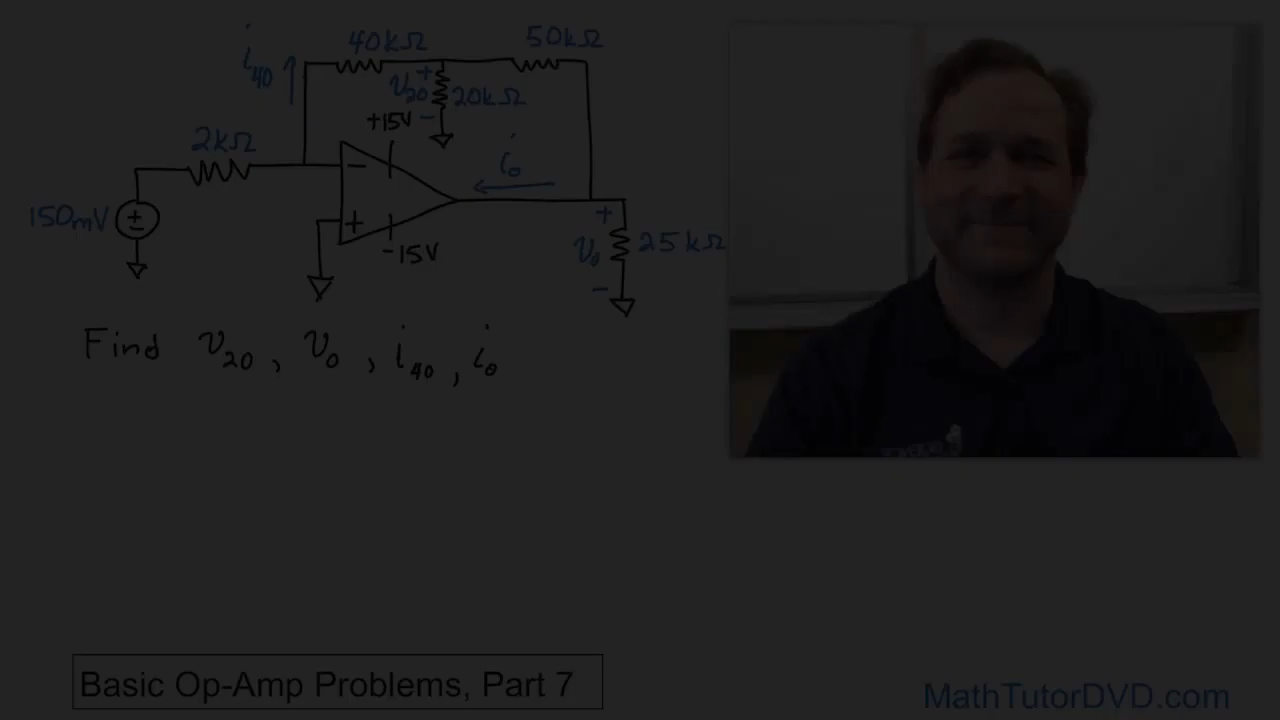 40kΩ 50kΩ
i40
+ v20 − 20kΩ
+15V
2kΩ
i0
−
150mV + − + + v0 − 25kΩ
-15V
Find v20, v0, i40, i0
Basic Op-Amp Problems, Part 7
MathTutorDVD.com